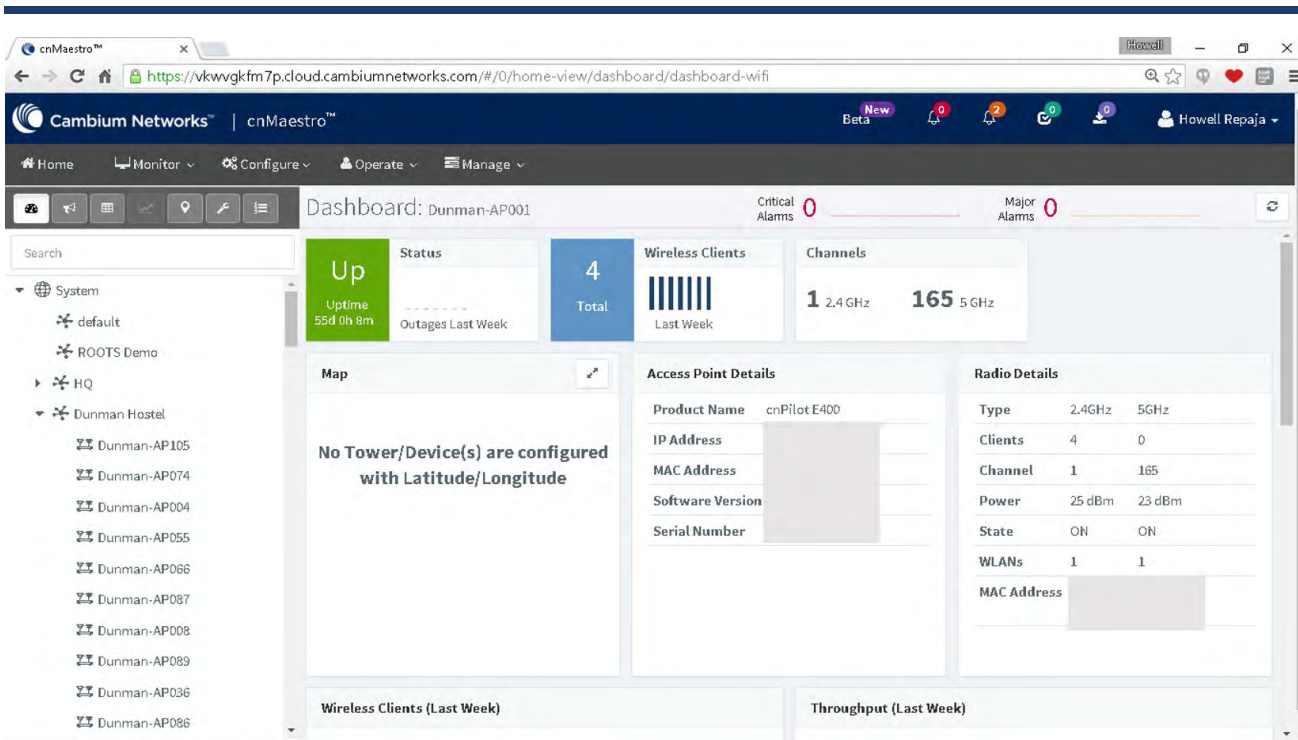 cnMaestro™
Howell
https://vkwvgkfm7p.cloud.cambiumnetworks.com/#/0/home-view/dashboard/dashboard-wifi
Cambium Networks™ | cnMaestro™
Beta New 0 2 0 0 Howell Repaja
Home Monitor Configure Operate Manage
Dashboard: Dunman-AP001
Critical Alarms 0
Major Alarms 0
Search
System
default
ROOTS Demo
HQ
Dunman Hostel
Dunman-AP105
Dunman-AP074
Dunman-AP004
Dunman-AP055
Dunman-AP066
Dunman-AP087
Dunman-AP008
Dunman-AP089
Dunman-AP036
Dunman-AP086
Up
Uptime
55d 0h 8m
Status
Outages Last Week
4
Total
Wireless Clients
Last Week
Channels
1 2.4 GHz 165 5 GHz
Map
No Tower/Device(s) are configured
with Latitude/Longitude
Access Point Details
Product Name cnPilot E400
IP Address
MAC Address
Software Version
Serial Number
Radio Details
Type 2.4GHz 5GHz
Clients 4 0
Channel 1 165
Power 25 dBm 23 dBm
State ON ON
WLANs 1 1
MAC Address
Wireless Clients (Last Week)
Throughput (Last Week)